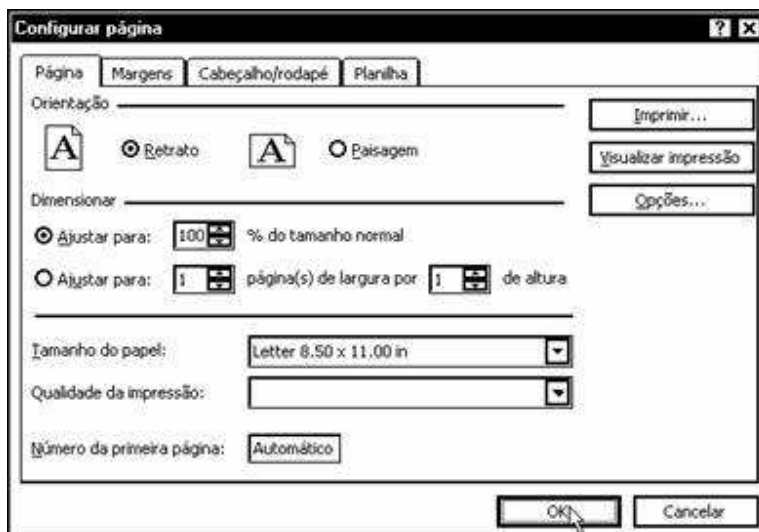 Configurar página
Página Margens Cabeçalho/rodapé Planilha
Orientação
A Retrato A Paisagem
Imprimir...
Visualizar impressão
Opções...
Dimensionar
Ajustar para: 100 % do tamanho normal
Ajustar para: 1 página(s) de largura por 1 de altura
Tamanho do papel: Letter 8.50 x 11.00 in
Qualidade da impressão:
Número da primeira página: Automático
OK Cancelar